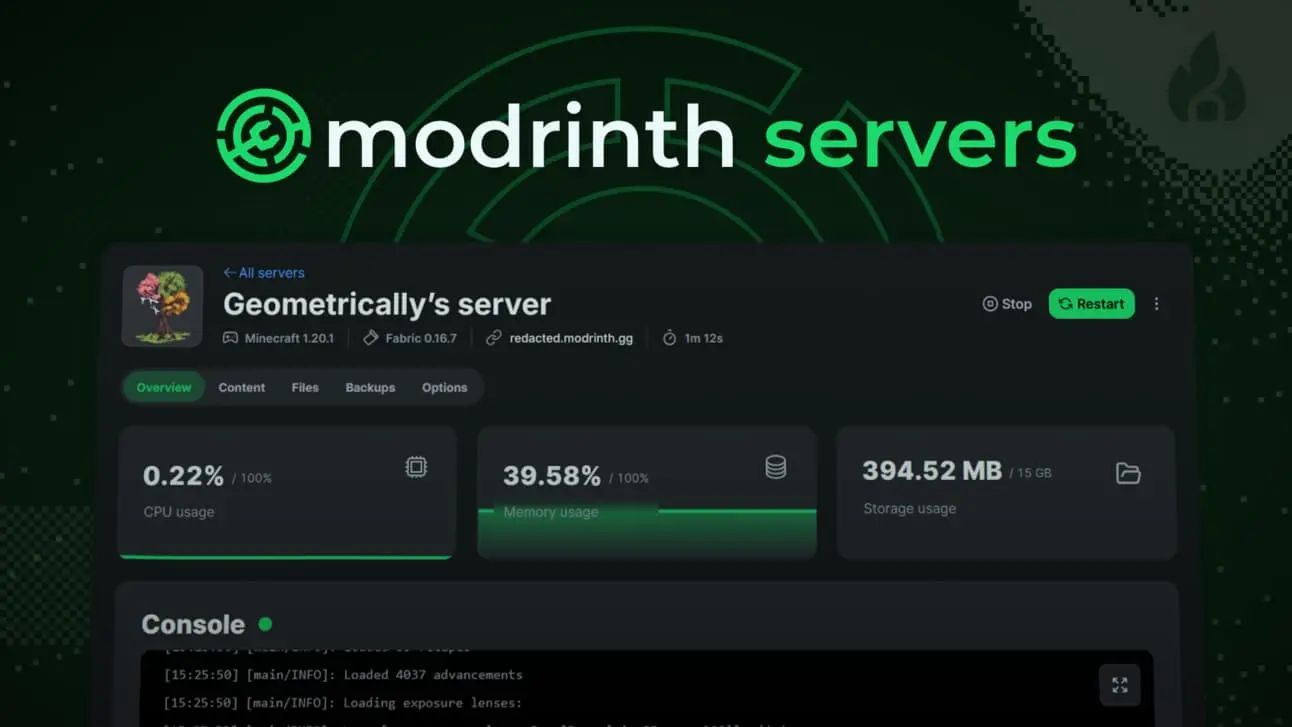 modrinth servers
All servers
Geometrically's server
Stop
Restart
Minecraft 1.20.1
Fabric 0.16.7
redacted.modrinth.gg
1m 12s
Overview
Content
Files
Backups
Options
0.22% / 100%
CPU usage
39.58% / 100%
Memory usage
394.52 MB / 15 GB
Storage usage
Console
[15:25:50] [main/INFO]: Loaded 4037 advancements
[15:25:50] [main/INFO]: Loading exposure lenses: